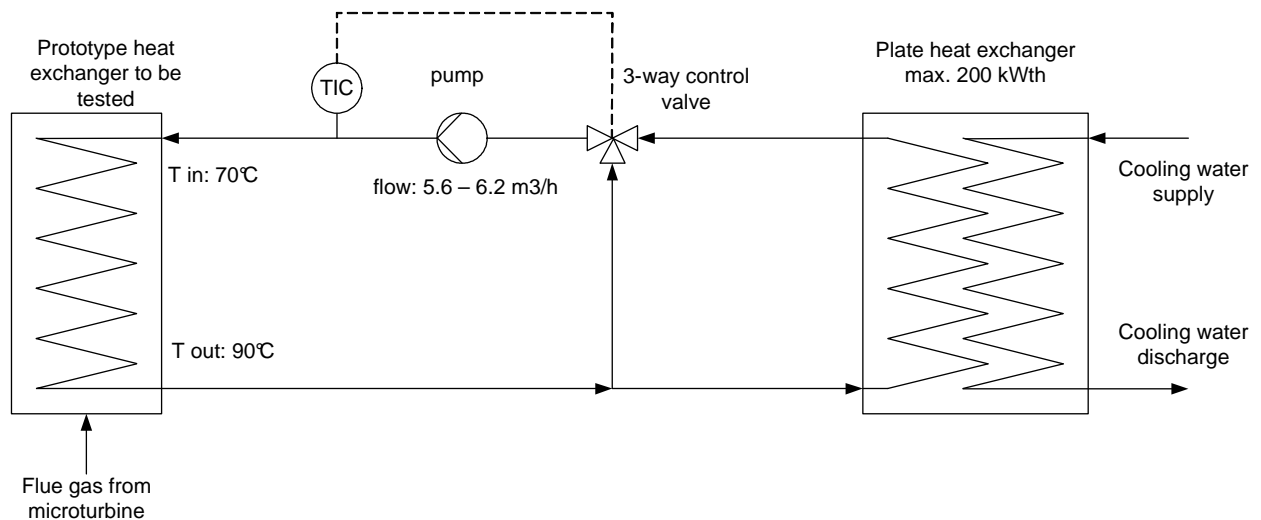 Prototype heat
exchanger to be
tested
TIC
pump
3-way control
valve
Plate heat exchanger
max. 200 kWth
T in: 70°C
flow: 5.6 – 6.2 m3/h
Cooling water
supply
T out: 90°C
Cooling water
discharge
Flue gas from
microturbine